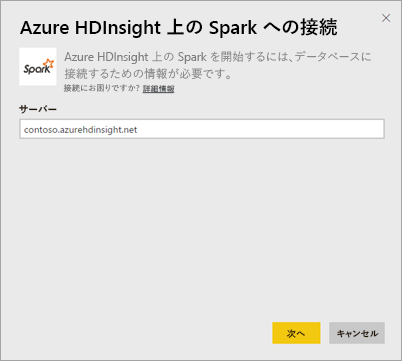 Azure HDInsight 上の Spark への接続
Spark
Azure HDInsight 上の Spark を開始するには、データベースに
接続するための情報が必要です。
接続にお困りですか? 詳細情報
サーバー
contoso.azurehdinsight.net
次へ キャンセル